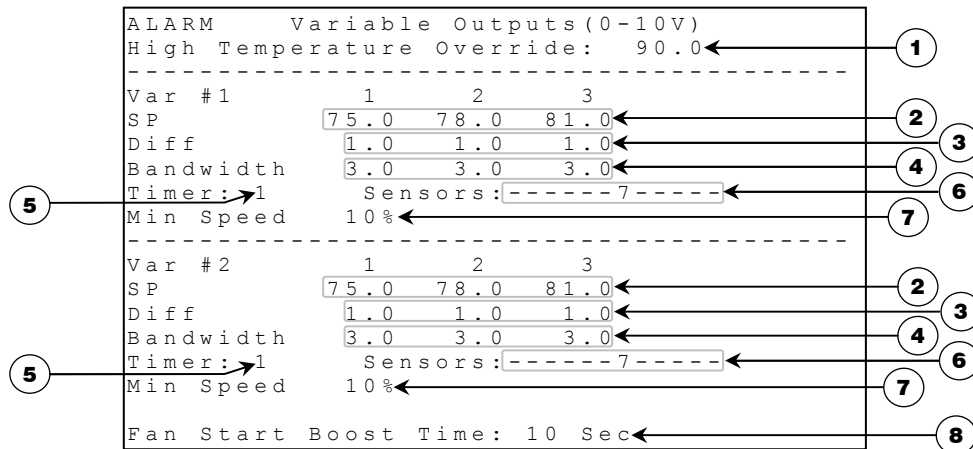 ALARM Variable Outputs(0-10V)
High Temperature Override: 90.0 1
----------------------------------------
Var #1 1 2 3
SP 75.0 78.0 81.0 2
Diff 1.0 1.0 1.0 3
Bandwidth 3.0 3.0 3.0 4
5 Timer: 1 Sensors:------7----- 6
Min Speed 10% 7
----------------------------------------
Var #2 1 2 3
SP 75.0 78.0 81.0 2
Diff 1.0 1.0 1.0 3
Bandwidth 3.0 3.0 3.0 4
5 Timer: 1 Sensors:------7----- 6
Min Speed 10% 7
Fan Start Boost Time: 10 Sec 8